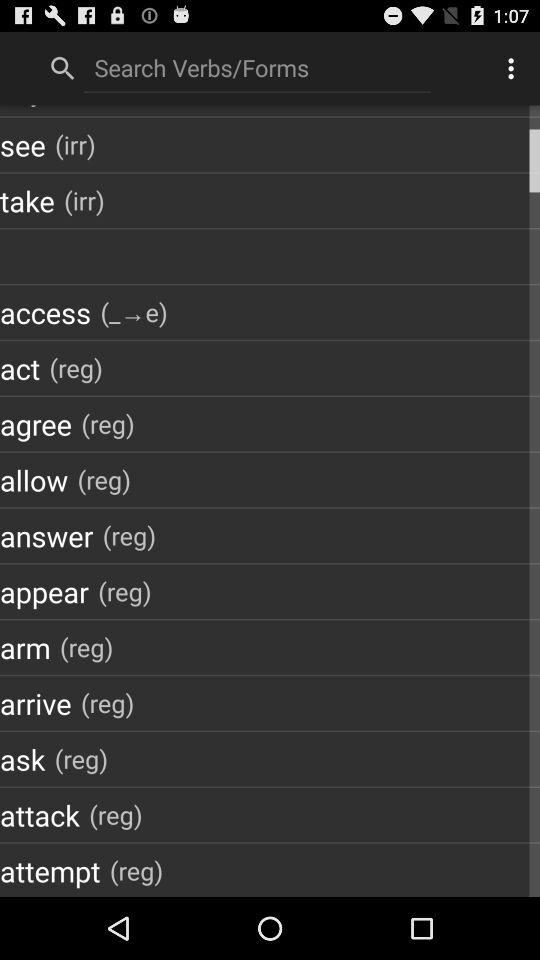 1:07
Search Verbs/Forms
see (irr)
take (irr)
access (_→e)
act (reg)
agree (reg)
allow (reg)
answer (reg)
appear (reg)
arm (reg)
arrive (reg)
ask (reg)
attack (reg)
attempt (reg)